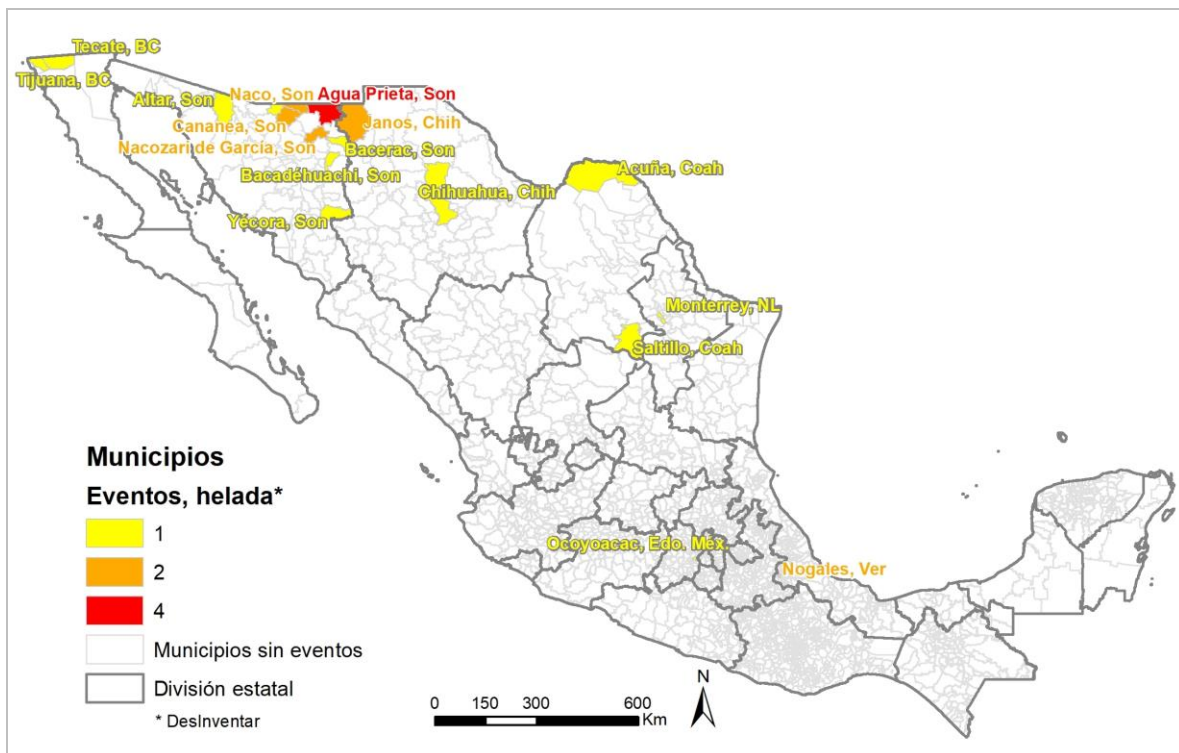 Tecate, BC
Tijuana, BC
Altar, Son
Naco, Son
Agua Prieta, Son
Cananea, Son
Janos, Chih
Nacozari de García, Son
Bacerac, Son
Bacadéhuachi, Son
Acuña, Coah
Chihuahua, Chih
Yécora, Son
Monterrey, NL
Saltillo, Coah
Ocoyoacac, Edo. Méx.
Nogales, Ver
Municipios
Eventos, helada*
1
2
4
Municipios sin eventos
División estatal
* DesInventar
N
0 150 300 600
Km